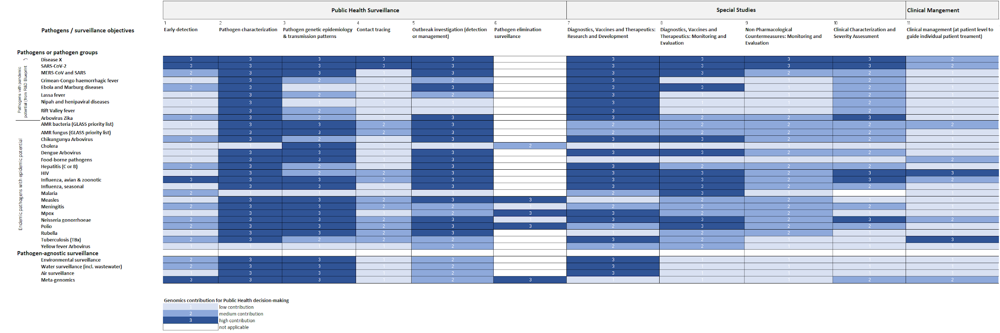 Public Health Surveillance Special Studies Clinical Mangement
1 2 3 4 5 6 7 8 9 10 11
Pathogens / surveillance objectives
Early-detection
Pathogen characterization
Pathogen genetic epidemiology
& transmission patterns
Contact tracing
Outbreak investigation (detection
or management)
Pathogen elimination
surveillance
Diagnostics, Vaccines and Therapeutics:
Research and Development
Diagnostics, Vaccines and
Therapeutics: Monitoring and
Evaluation
Non-Pharmacological
Countermeasures: Monitoring and
Evaluation
Clinical Characterization and
Severity Assessment
Clinical management (at patient level to
guide individual patient treament)
Pathogens or pathogen groups
Pathogens with pandemic
potential (from R&D Blueprint
)
Disease X 3 3 3 3 3 3 3 3 3 2
SARS-CoV-2 3 3 3 3 3 3 3 3 3 2
MERS-CoV and SARS 2 3 3 1 3 3 3 2 2 1
Crimean-Congo haemorrhagic fever 1 3 2 1 2 3 1 1 2 1
Ebola and Marburg diseases 2 3 1 1 3 3 3 1 2 1
Lassa fever 1 3 2 1 2 3 1 1 2 1
Nipah and henipaviral diseases 1 3 1 1 1 3 1 1 2 1
Rift Valley fever 1 3 2 1 1 3 1 1 2 1
Arbovirus Zika 2 3 2 1 3 3 2 2 3 1
Endemic pathogens with epidemic potential
AMR bacteria (GLASS priority list) 1 3 3 2 3 2 2 2 2 2
AMR fungus (GLASS priority list) 1 3 3 2 3 2 2 2 2 1
Chikungunya Arbovirus 2 3 2 1 3 3 3 2 2 1
Cholera 1 1 3 1 1 2 1 1 1 1 1
Dengue Arbovirus 1 3 3 1 3 3 3 2 2 1
Food-borne pathogens 1 3 3 1 3 1 1 1 1 2
Hepatitis (C or B) 2 3 2 1 3 3 2 2 2 1
HIV 1 3 2 2 3 3 3 2 3 3
Influenza, avian & zoonotic 3 3 3 2 3 3 3 2 3 2
Influenza, seasonal 1 3 3 1 3 3 3 2 2 1
Malaria 2 1 1 1 1 2 3 1 1
Measles 1 3 3 2 3 3 1 2 2 1 1
Meningitis 2 3 3 2 2 1 2 2 2 2 1
Mpox 1 3 3 1 2 3 3 2 2 1 1
Neisseria gonorrhoeae 2 3 3 2 3 1 3 3 2 3 2
Polio 2 3 3 2 3 3 2 3 2 2 1
Rubella 1 3 3 2 3 1 2 2 1 1
Tuberculosis (TBx) 2 3 2 2 2 3 2 1 1 3
Yellow fever Arbovirus 1 1 1 1 2 2 2 1 1 1
Pathogen-agnostic surveillance
Environmental surveillance 2 3 3 1 2 3 1 1 1 1
Water surveillance (incl. wastewater) 2 3 3 1 2 3 1 1 1 1
Air surveillance 1 3 3 1 2 3 1 1 1 1
Meta-genomics 3 3 3 1 2 3 1 1 1 2 2
Genomics contribution for Public Health decision-making
1 low contribution
2 medium contribution
3 high contribution
not applicable